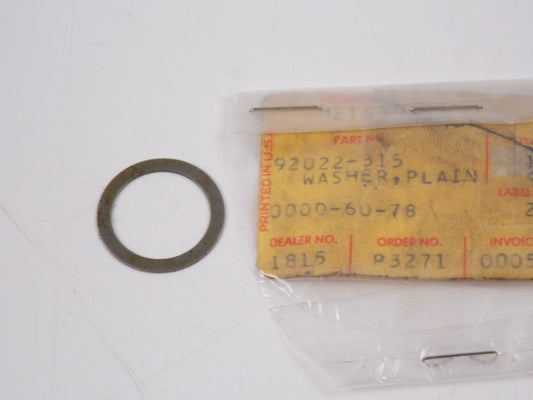 PART NO.
92022-315
WASHER, PLAIN
LABEL
0000-60-78
DEALER NO. ORDER NO. INVOIC
1815 P3271 0005
PRINTED IN U.S.